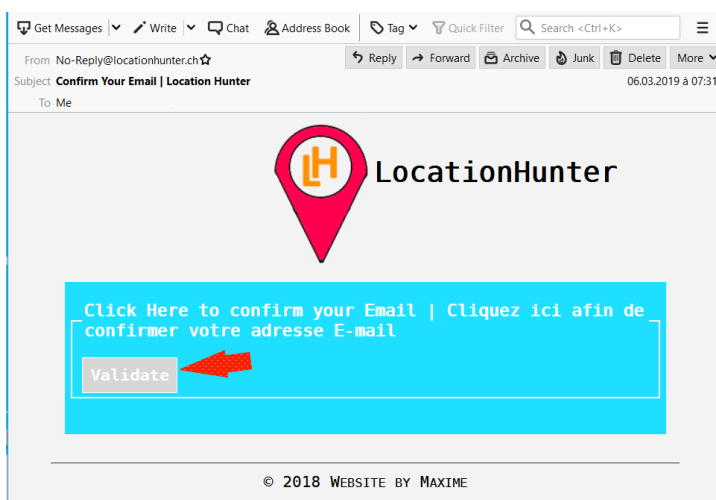 Get Messages Write Chat Address Book Tag Quick Filter Search <Ctrl+K>
From No-Reply@locationhunter.ch Reply Forward Archive Junk Delete More
Subject Confirm Your Email | Location Hunter 06.03.2019 à 07:31
To Me
LH LocationHunter
Click Here to confirm your Email | Cliquez ici afin de
confirmer votre adresse E-mail
Validate
© 2018 Website by Maxime